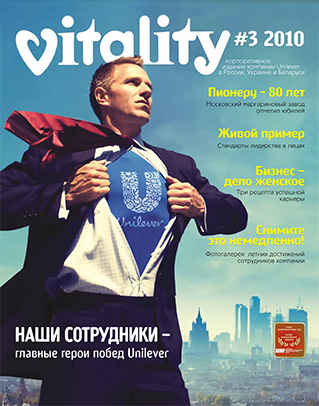 vitality
#3 2010
корпоративное
издание компании Unilever
в России, Украине и Беларуси
Пионеру – 80 лет
Московский маргариновый завод
отметил юбилей
Живой пример
Стандарты лидерства в лицах
Бизнес –
дело женское
Три рецепта успешной
карьеры
Снимите
это немедленно!
Фотогалерея летних достижений
сотрудников компании
Unilever
НАШИ СОТРУДНИКИ –
главные герои побед Unilever